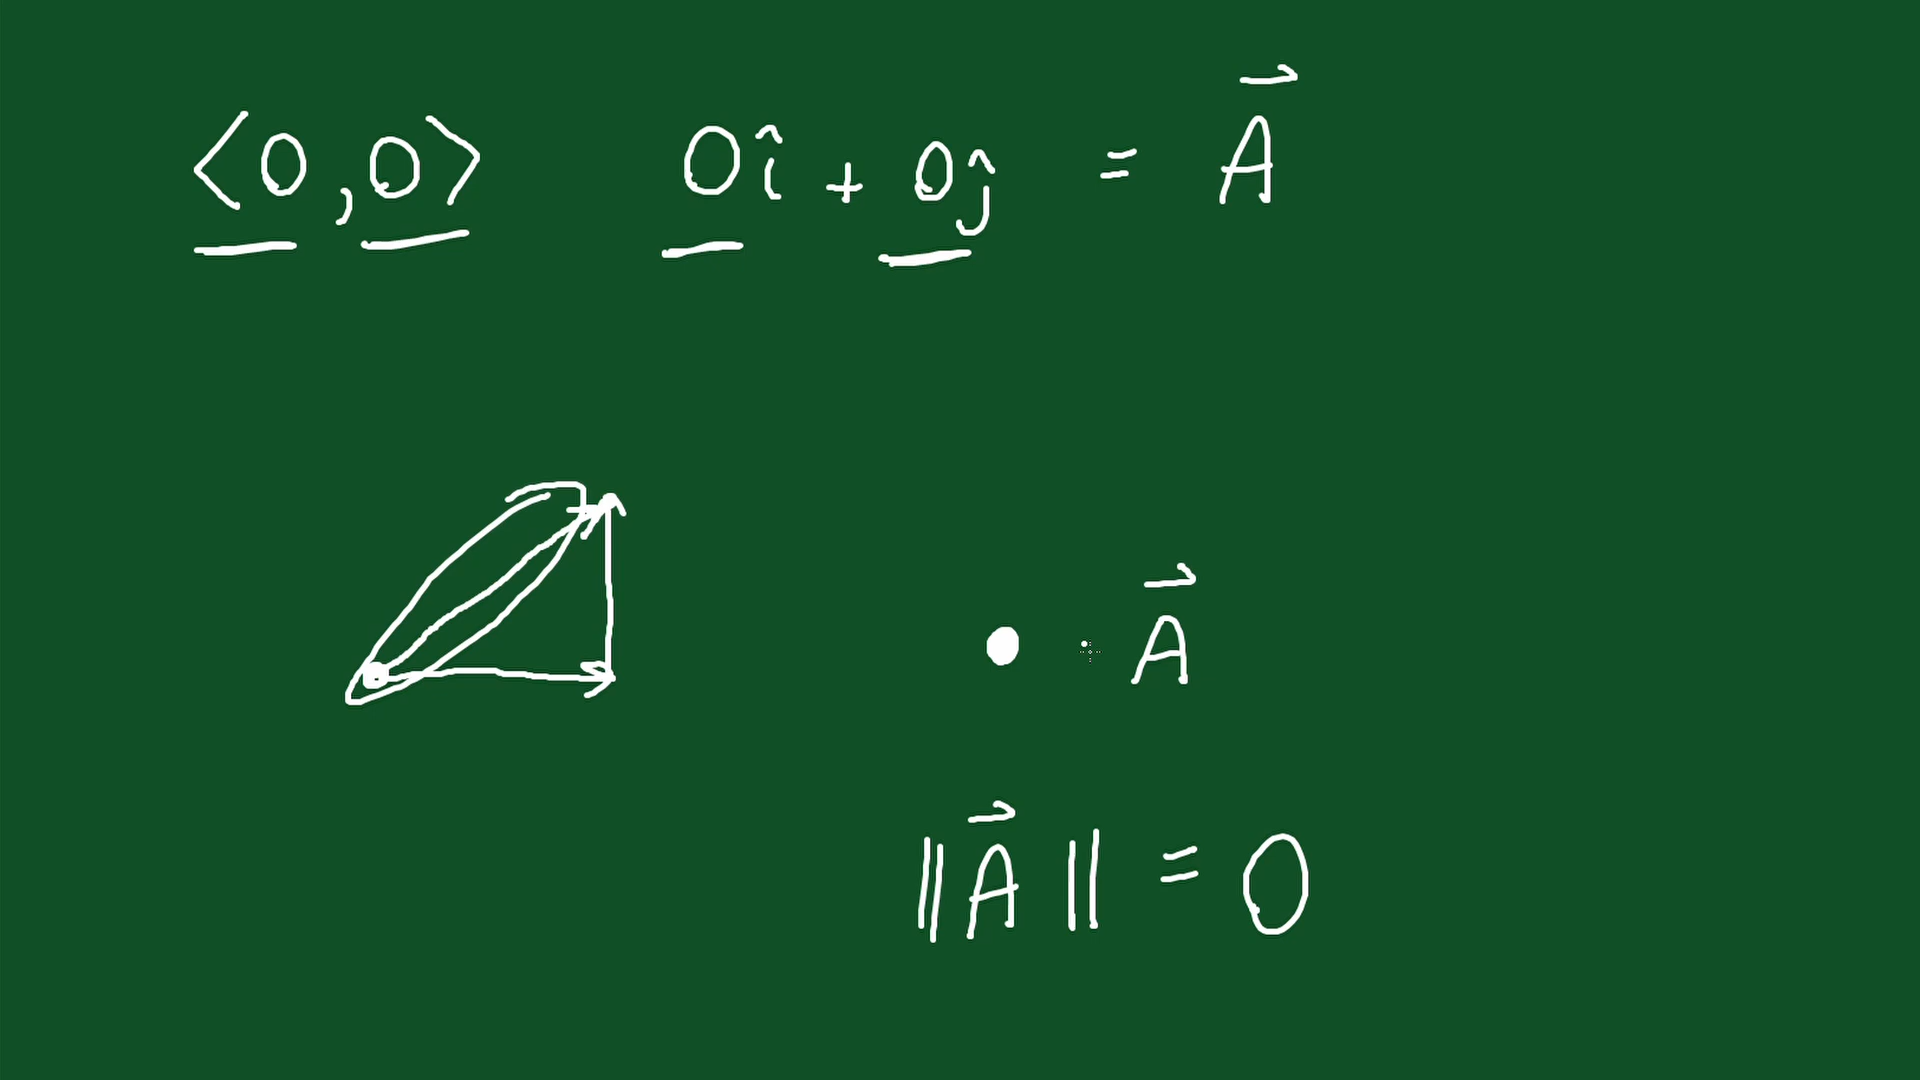 <0,0> 0î + 0ĵ = A⃗
A⃗
||A⃗|| = 0